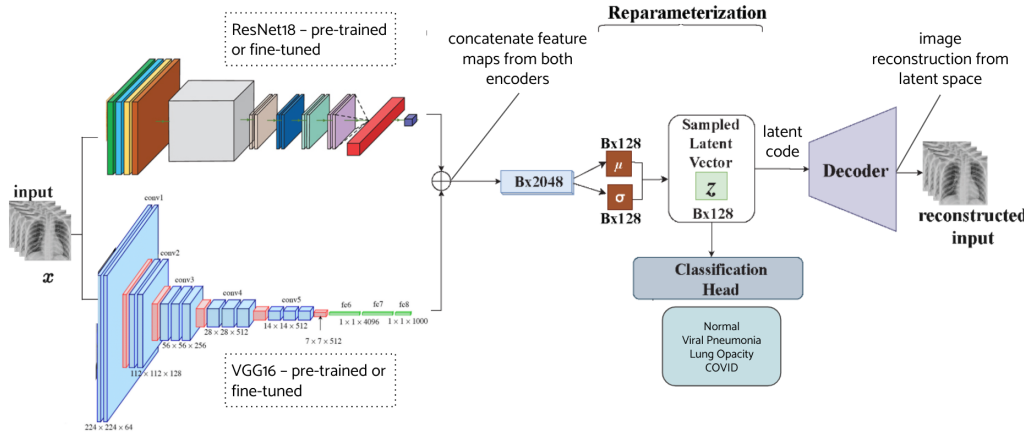 ResNet18 – pre-trained
or fine-tuned
concatenate feature
maps from both
encoders
Reparameterization
image
reconstruction from
latent space
input
x
conv1
conv2
conv3
conv4
conv5
fc6
fc7
fc8
1 × 1 × 4096
1 × 1 × 1000
14 × 14 × 512
28 × 28 × 512
7 × 7 × 512
56 × 56 × 256
112 × 112 × 128
224 × 224 × 64
VGG16 – pre-trained or
fine-tuned
Bx2048
Bx128
μ
σ
Bx128
Sampled
Latent
Vector
z
Bx128
latent
code
Decoder
reconstructed
input
Classification
Head
Normal
Viral Pneumonia
Lung Opacity
COVID